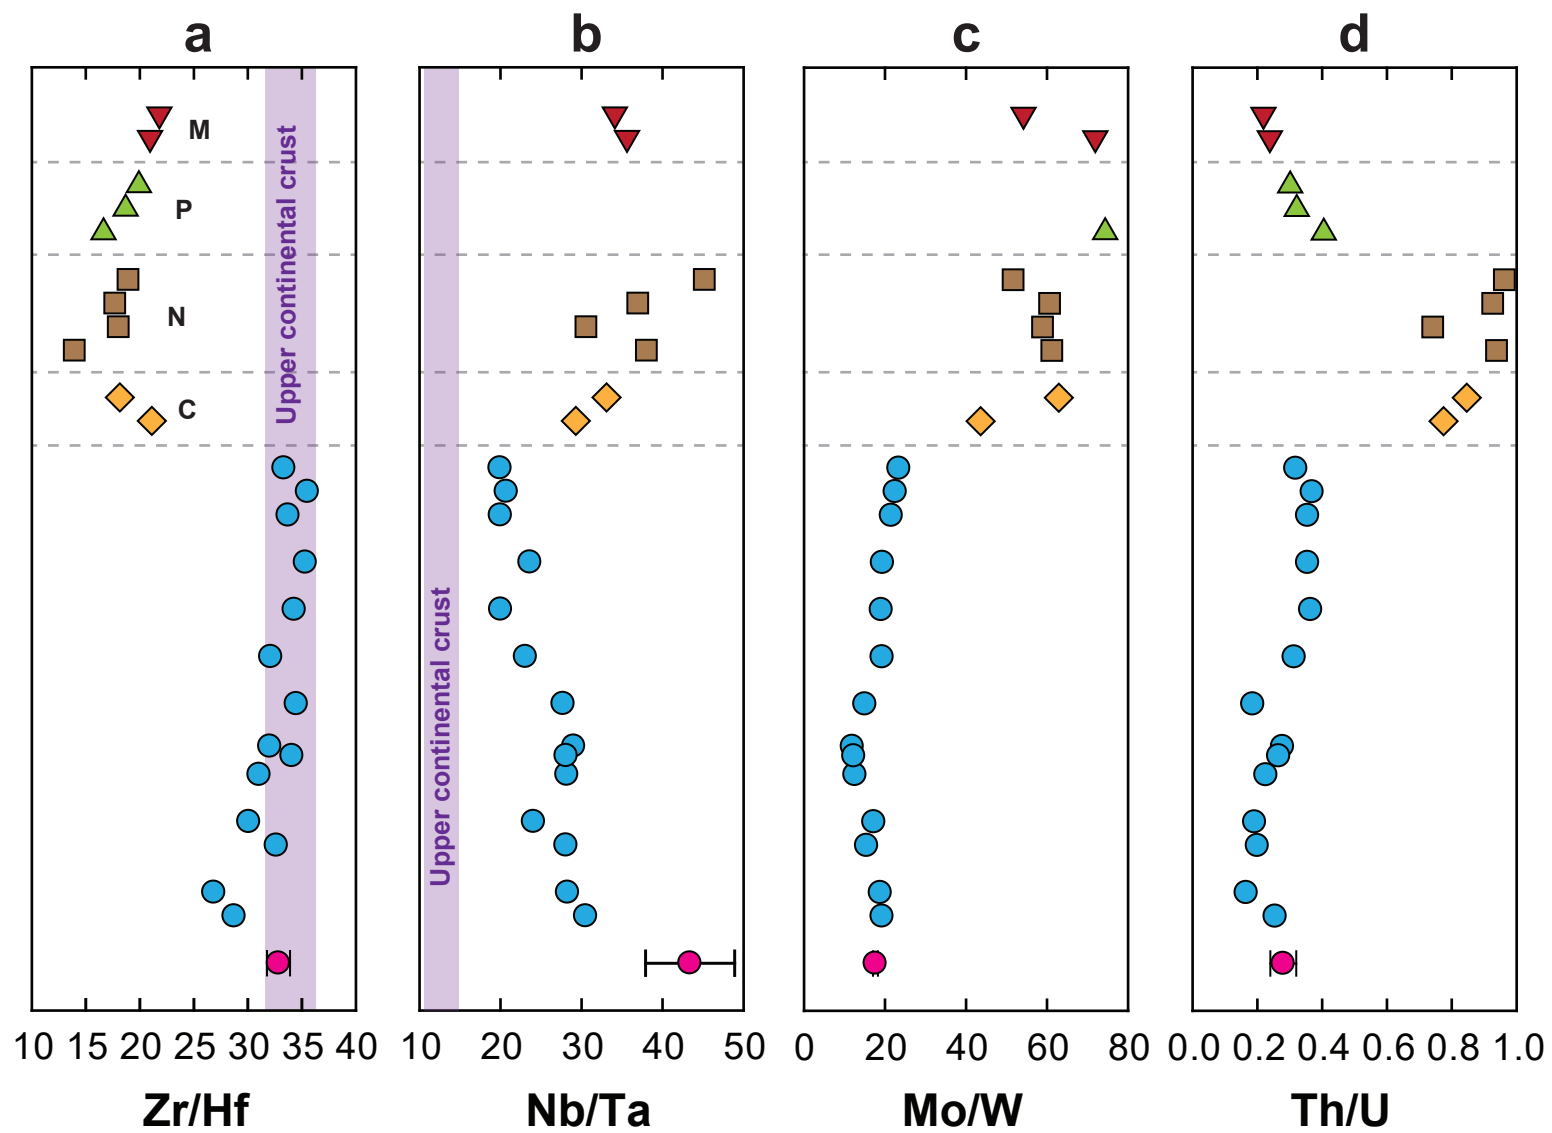 a b c d
M
P
N
C
Upper continental crust
Upper continental crust
10 15 20 25 30 35 40
10 20 30 40 50
0 20 40 60 80
0.0 0.2 0.4 0.6 0.8 1.0
Zr/Hf Nb/Ta Mo/W Th/U